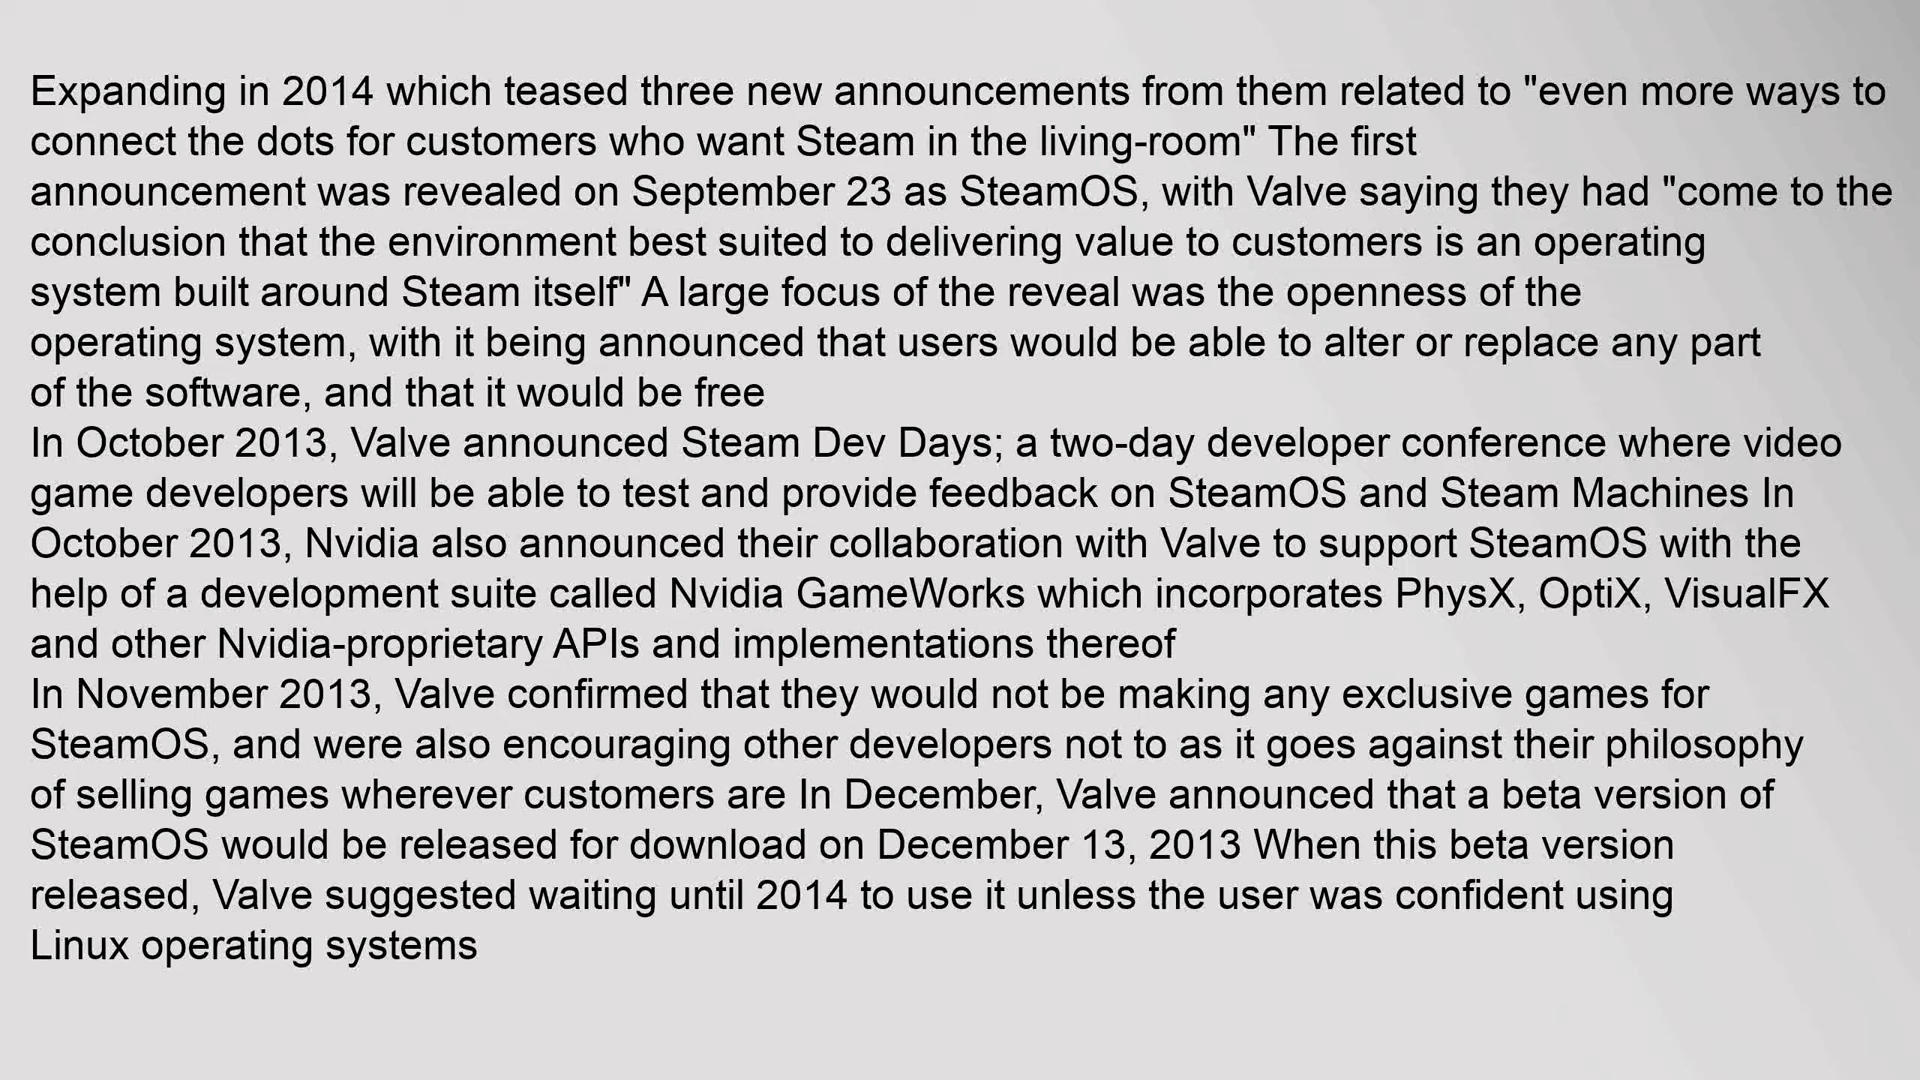 Expanding in 2014 which teased three new announcements from them related to "even more ways to
connect the dots for customers who want Steam in the living-room" The first
announcement was revealed on September 23 as SteamOS, with Valve saying they had "come to the
conclusion that the environment best suited to delivering value to customers is an operating
system built around Steam itself" A large focus of the reveal was the openness of the
operating system, with it being announced that users would be able to alter or replace any part
of the software, and that it would be free
In October 2013, Valve announced Steam Dev Days; a two-day developer conference where video
game developers will be able to test and provide feedback on SteamOS and Steam Machines In
October 2013, Nvidia also announced their collaboration with Valve to support SteamOS with the
help of a development suite called Nvidia GameWorks which incorporates PhysX, OptiX, VisualFX
and other Nvidia-proprietary APIs and implementations thereof
In November 2013, Valve confirmed that they would not be making any exclusive games for
SteamOS, and were also encouraging other developers not to as it goes against their philosophy
of selling games wherever customers are In December, Valve announced that a beta version of
SteamOS would be released for download on December 13, 2013 When this beta version
released, Valve suggested waiting until 2014 to use it unless the user was confident using
Linux operating systems